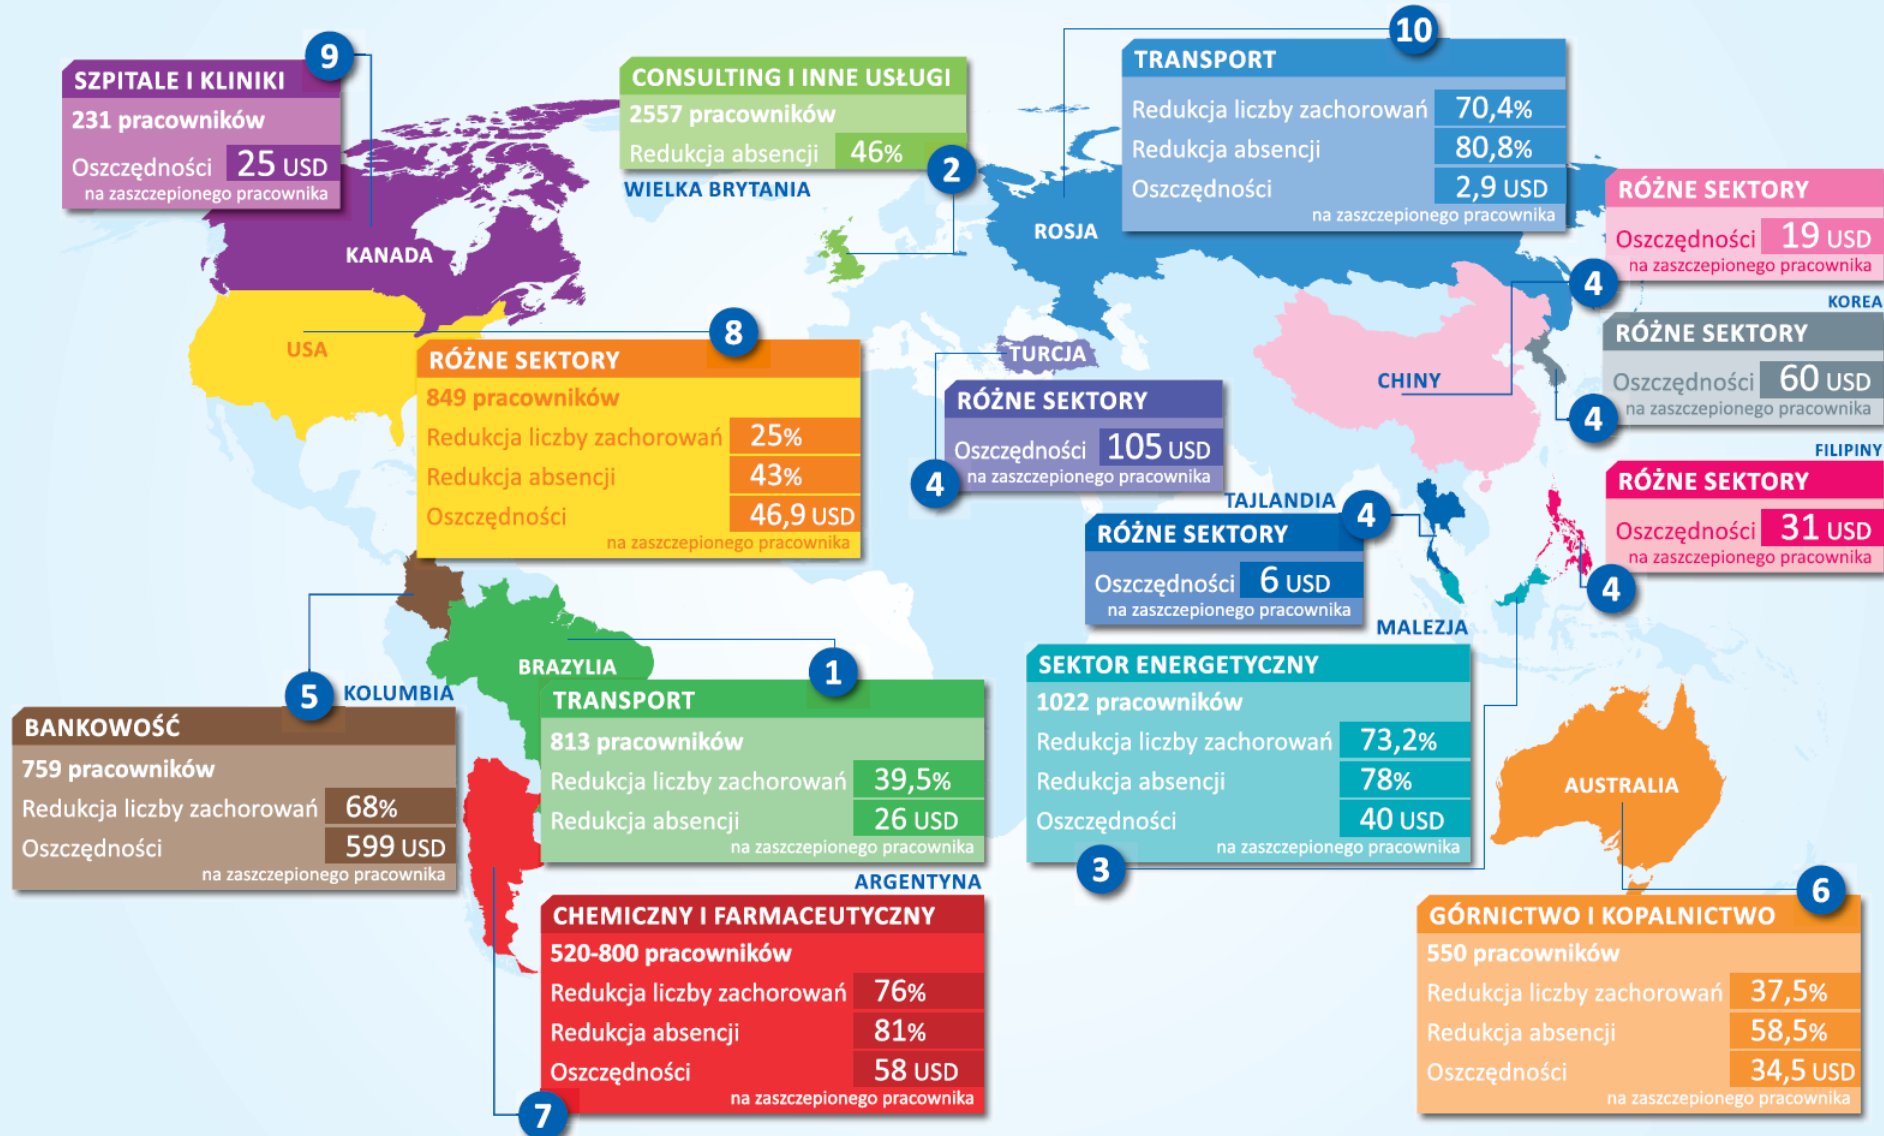 9
SZPITALE I KLINIKI
231 pracowników
Oszczędności 25 USD
na zaszczepionego pracownika
KANADA
CONSULTING I INNE USŁUGI
2557 pracowników
Redukcja absencji 46%
2
WIELKA BRYTANIA
10
TRANSPORT
Redukcja liczby zachorowań 70,4%
Redukcja absencji 80,8%
Oszczędności 2,9 USD
na zaszczepionego pracownika
ROSJA
RÓŻNE SEKTORY
Oszczędności 19 USD
na zaszczepionego pracownika
4
CHINY
KOREA
RÓŻNE SEKTORY
Oszczędności 60 USD
na zaszczepionego pracownika
4
USA
8
RÓŻNE SEKTORY
849 pracowników
Redukcja liczby zachorowań 25%
Redukcja absencji 43%
Oszczędności 46,9 USD
na zaszczepionego pracownika
TURCJA
RÓŻNE SEKTORY
Oszczędności 105 USD
na zaszczepionego pracownika
4
FILIPINY
RÓŻNE SEKTORY
Oszczędności 31 USD
na zaszczepionego pracownika
4
TAJLANDIA
4
RÓŻNE SEKTORY
Oszczędności 6 USD
na zaszczepionego pracownika
MALEZJA
SEKTOR ENERGETYCZNY
1022 pracowników
Redukcja liczby zachorowań 73,2%
Redukcja absencji 78%
Oszczędności 40 USD
na zaszczepionego pracownika
3
5
KOLUMBIA
BANKOWOŚĆ
759 pracowników
Redukcja liczby zachorowań 68%
Oszczędności 599 USD
na zaszczepionego pracownika
BRAZYLIA
1
TRANSPORT
813 pracowników
Redukcja liczby zachorowań 39,5%
Redukcja absencji 26 USD
na zaszczepionego pracownika
ARGENTYNA
CHEMICZNY I FARMACEUTYCZNY
520-800 pracowników
Redukcja liczby zachorowań 76%
Redukcja absencji 81%
Oszczędności 58 USD
na zaszczepionego pracownika
7
AUSTRALIA
6
GÓRNICTWO I KOPALNICTWO
550 pracowników
Redukcja liczby zachorowań 37,5%
Redukcja absencji 58,5%
Oszczędności 34,5 USD
na zaszczepionego pracownika